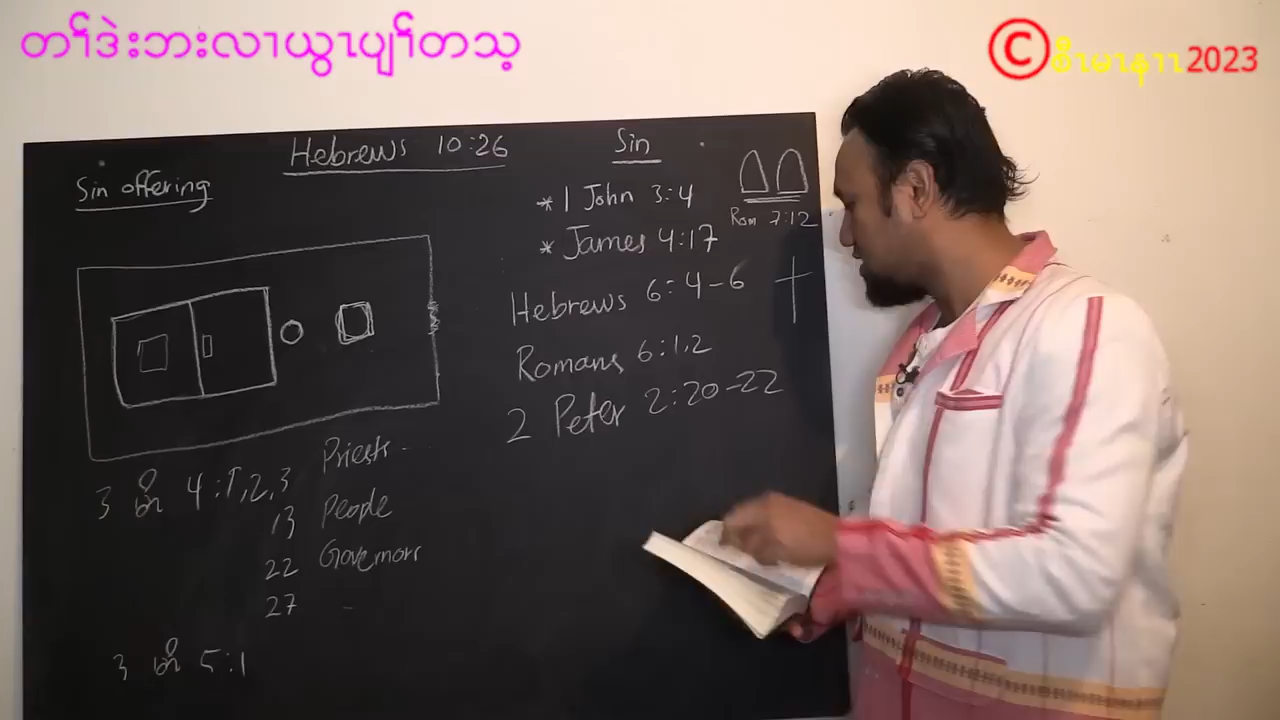 တၢ်ဒဲးဘးလၢယွၤပျၢ်တသ့
©စီၤမၤနၤၤ2023
Hebrews 10:26
Sin offering
Sin
* 1 John 3:4
Rom 7:12
* James 4:17
Hebrews 6:4-6
Romans 6:1,2
2 Peter 2:20-22
3 4:1,2,3 Priests
13 People
22 Governors
27 -
3 5:1